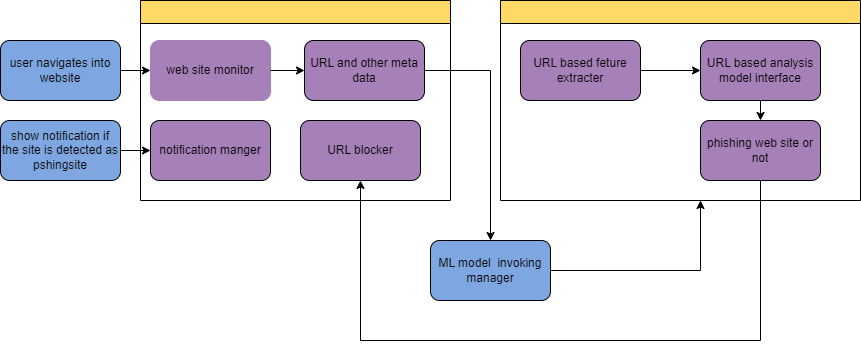 user navigates into
website
web site monitor
URL and other meta
data
URL based feture
extracter
URL based analysis
model interface
show notification if
the site is detected as
pshingsite
notification manger
URL blocker
phishing web site or
not
ML model invoking
manager